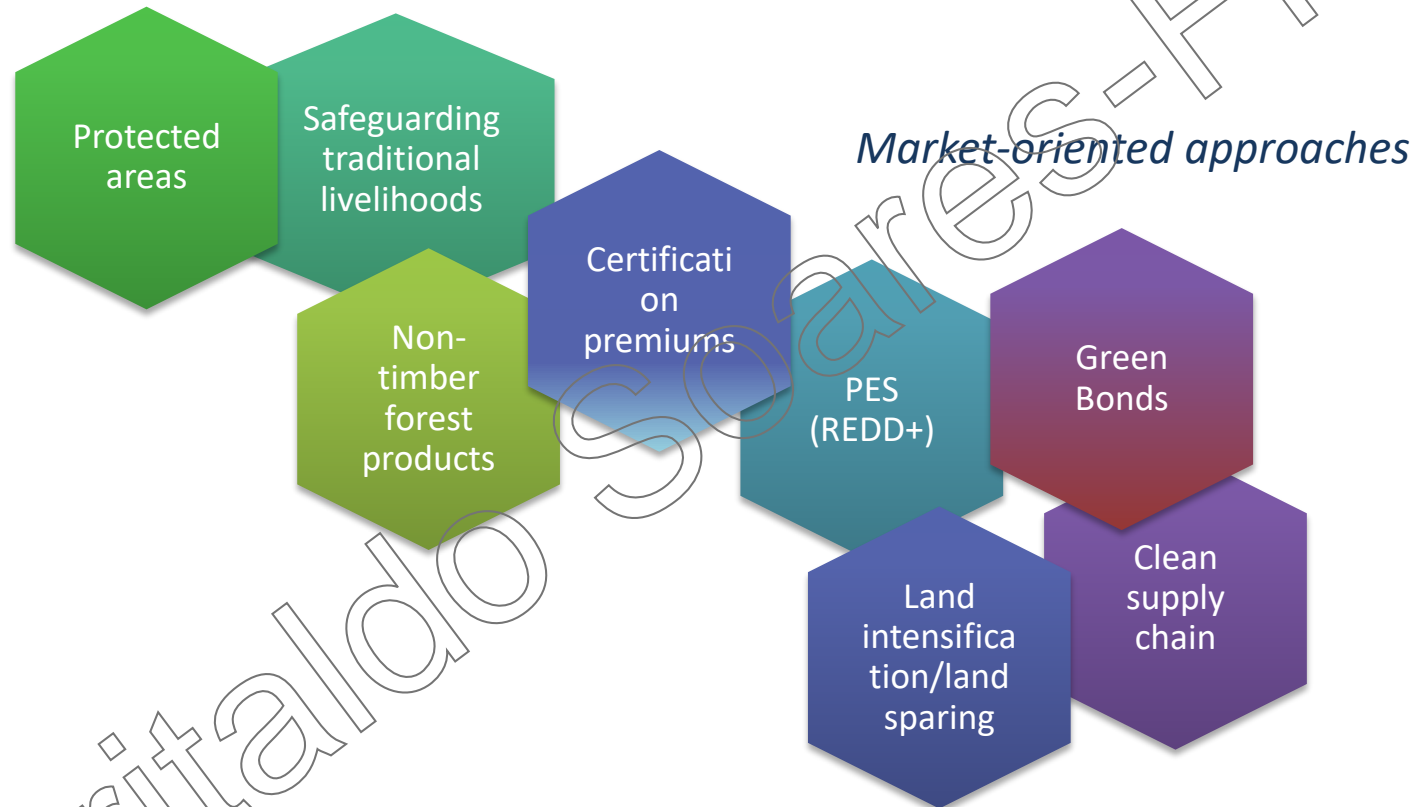 Protected
areas
Safeguarding
traditional
livelihoods
Market-oriented approaches
Non-
timber
forest
products
Certificati
on
premiums
PES
(REDD+)
Green
Bonds
Land
intensifica
tion/land
sparing
Clean
supply
chain
ritaldo Soares-F